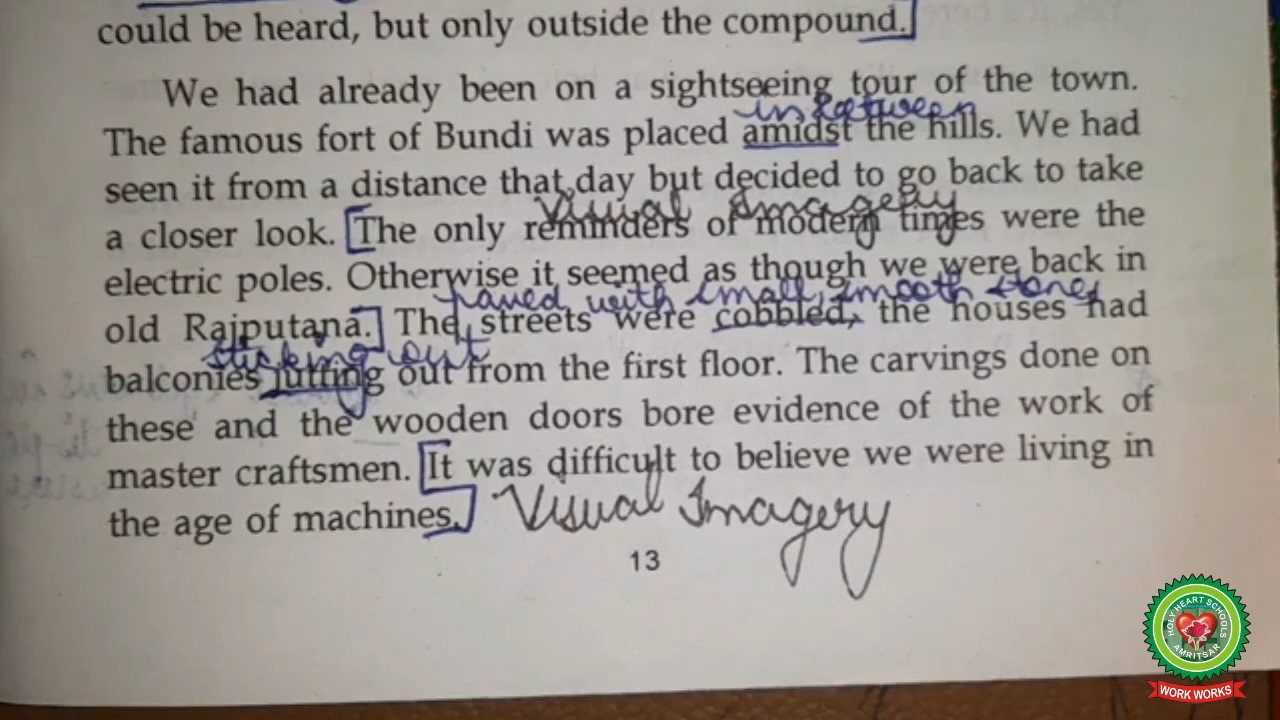 could be heard, but only outside the compound.
We had already been on a sightseeing tour of the town.
in between
The famous fort of Bundi was placed amidst the hills. We had
seen it from a distance that day but decided to go back to take
Visual Imagery
a closer look. The only reminders of modern times were the
electric poles. Otherwise it seemed as though we were back in
paved with small, smooth stones
old Rajputana. The streets were cobbled, the houses had
sticking out
balconies jutting out from the first floor. The carvings done on
these and the wooden doors bore evidence of the work of
master craftsmen. It was difficult to believe we were living in
the age of machines. Visual Imagery
13
HOLY HEART SCHOOLS
AMRITSAR
WORK WORKS